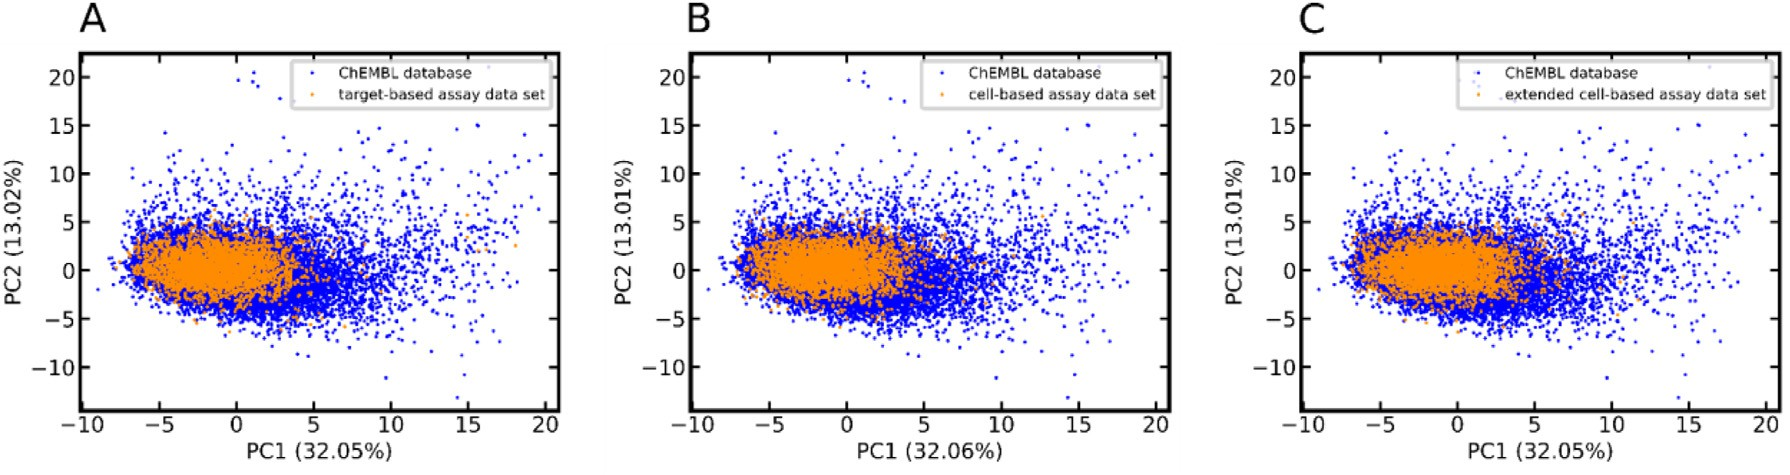 A
B
C
PC2 (13.02%)
20
15
10
5
0
−5
−10
ChEMBL database
target-based assay data set
−10 −5 0 5 10 15 20
PC1 (32.05%)
PC2 (13.01%)
20
15
10
5
0
−5
−10
ChEMBL database
cell-based assay data set
−10 −5 0 5 10 15 20
PC1 (32.06%)
PC2 (13.01%)
20
15
10
5
0
−5
−10
ChEMBL database
extended cell-based assay data set
−10 −5 0 5 10 15 20
PC1 (32.05%)